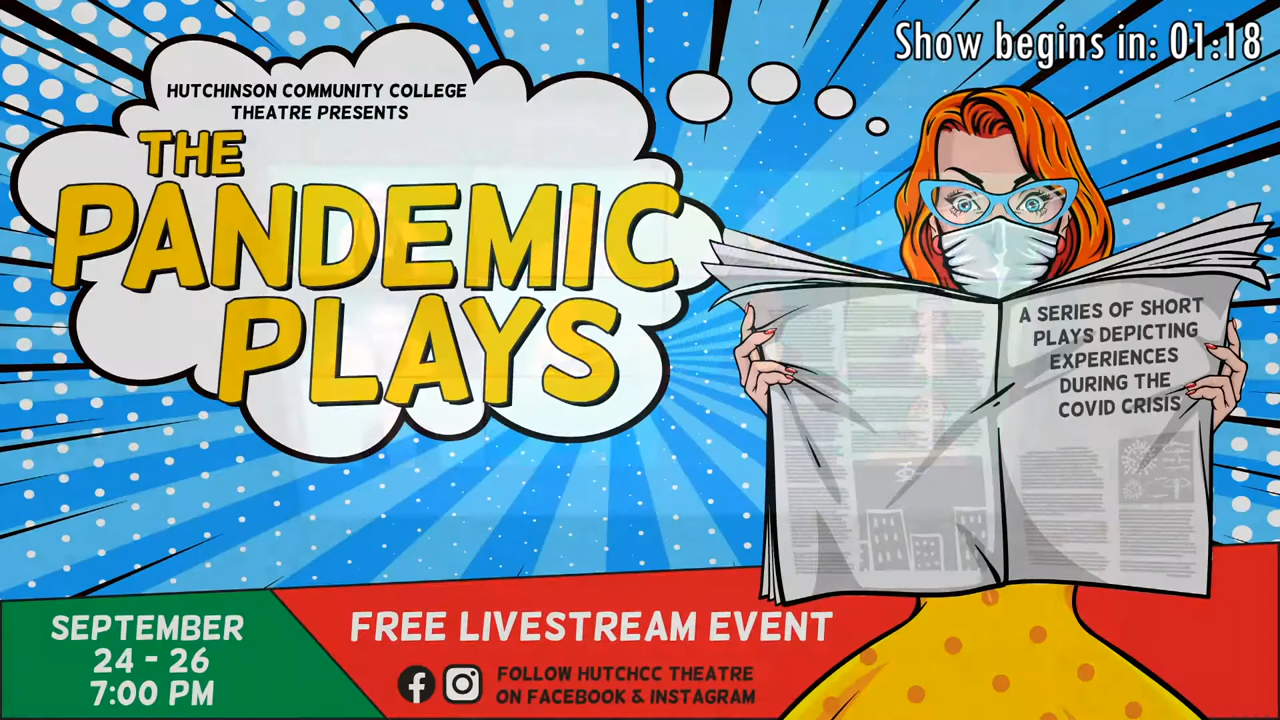 Show begins in: 01:18
HUTCHINSON COMMUNITY COLLEGE
THEATRE PRESENTS
THE
PANDEMIC
PLAYS
A SERIES OF SHORT
PLAYS DEPICTING
EXPERIENCES
DURING THE
COVID CRISIS
SEPTEMBER
24 - 26
7:00 PM
FREE LIVESTREAM EVENT
FOLLOW HUTCHCC THEATRE
ON FACEBOOK & INSTAGRAM